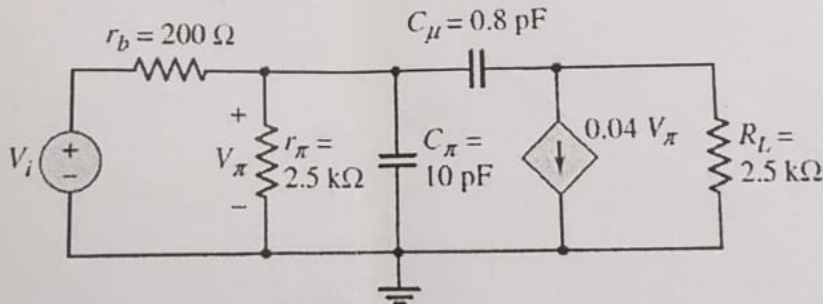 C_μ = 0.8 pF
r_b = 200 Ω
V_i
+
−
+
V_π
−
r_π =
2.5 kΩ
C_π =
10 pF
0.04 V_π
R_L =
2.5 kΩ